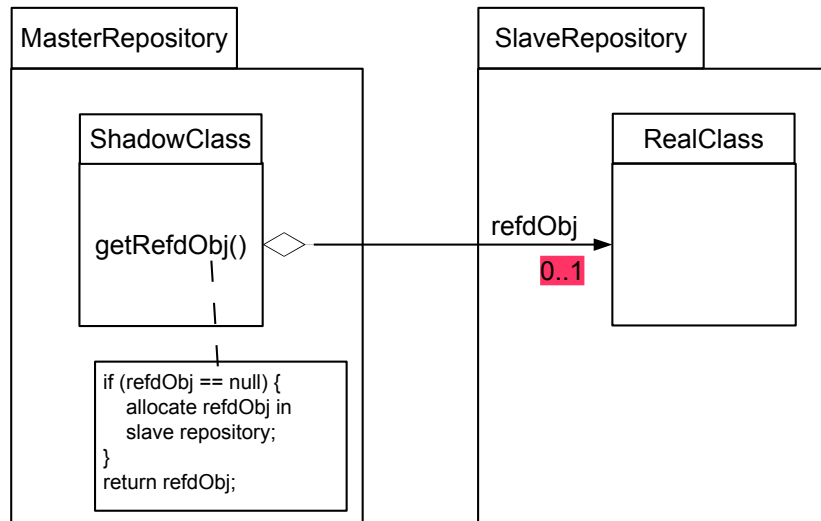 MasterRepository
SlaveRepository
ShadowClass
RealClass
getRefdObj()
refdObj
0..1
if (refdObj == null) {
allocate refdObj in
slave repository;
}
return refdObj;